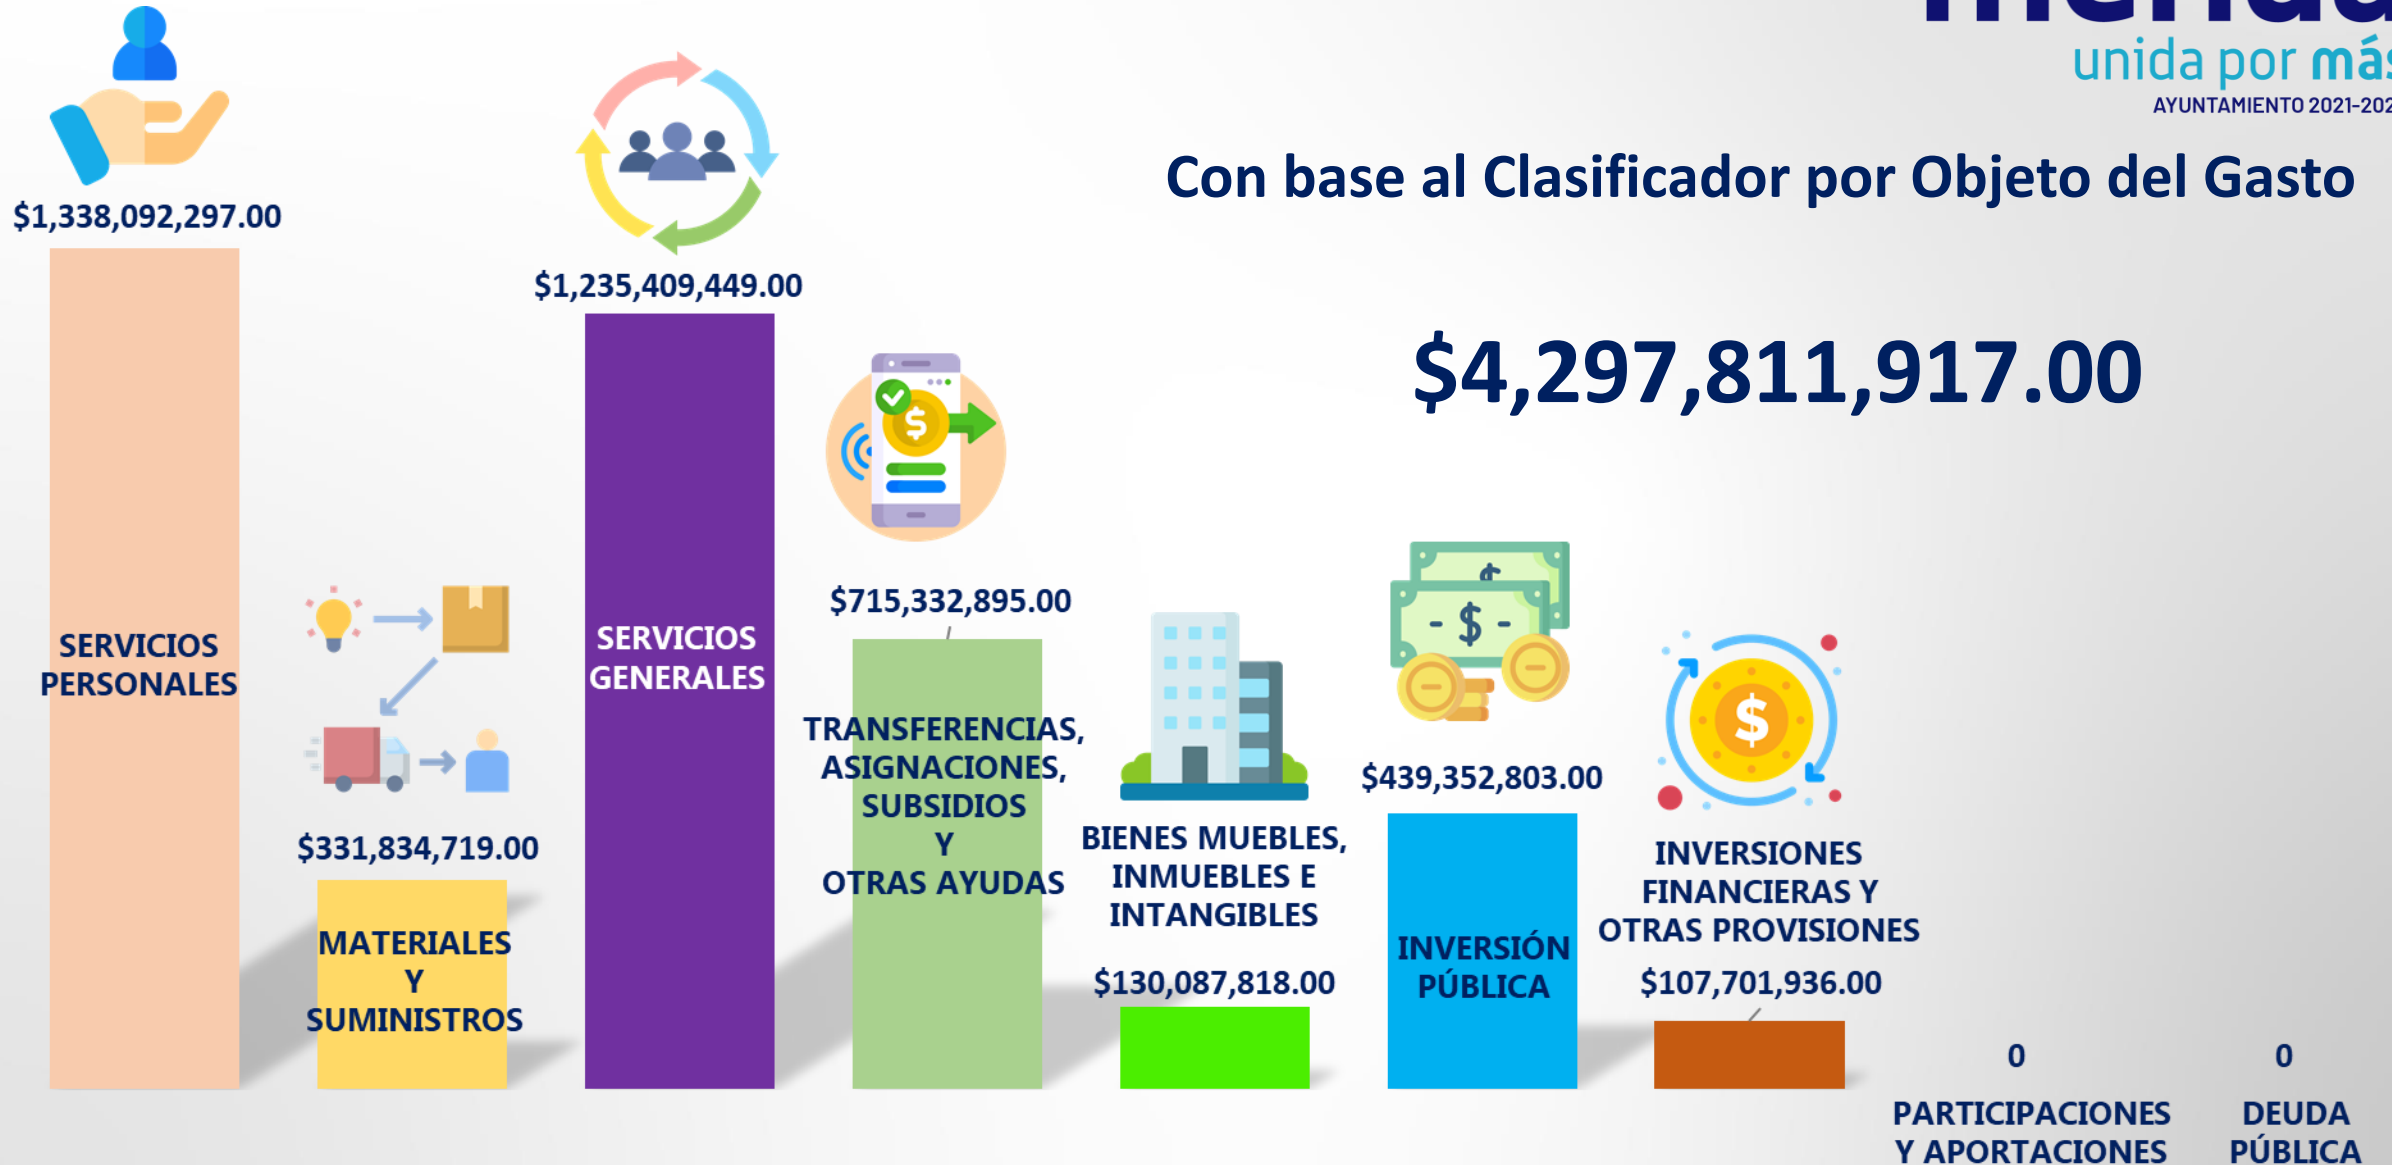 unida por más
AYUNTAMIENTO 2021-202
Con base al Clasificador por Objeto del Gasto
$4,297,811,917.00
$1,338,092,297.00
SERVICIOS
PERSONALES
$331,834,719.00
MATERIALES
Y
SUMINISTROS
$1,235,409,449.00
SERVICIOS
GENERALES
$715,332,895.00
TRANSFERENCIAS,
ASIGNACIONES,
SUBSIDIOS
Y
OTRAS AYUDAS
BIENES MUEBLES,
INMUEBLES E
INTANGIBLES
$130,087,818.00
$439,352,803.00
INVERSIÓN
PÚBLICA
INVERSIONES
FINANCIERAS Y
OTRAS PROVISIONES
$107,701,936.00
0
PARTICIPACIONES
Y APORTACIONES
0
DEUDA
PÚBLICA